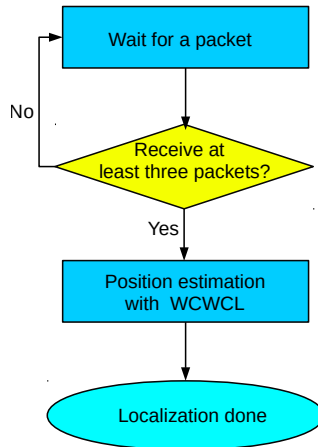 Wait for a packet
No
Receive at
least three packets?
Yes
Position estimation
with WCWCL
Localization done